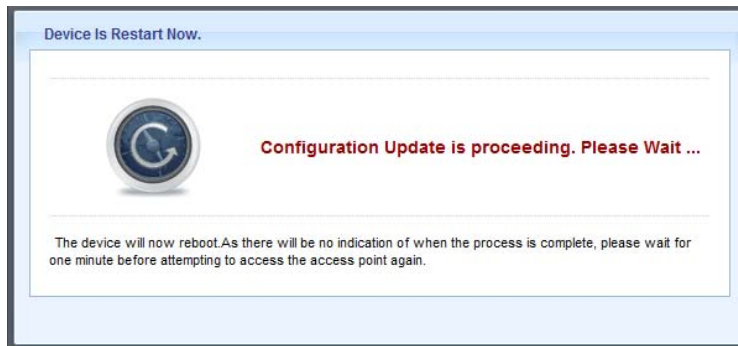 Device Is Restart Now.
Configuration Update is proceeding. Please Wait ...
The device will now reboot.As there will be no indication of when the process is complete, please wait for
one minute before attempting to access the access point again.